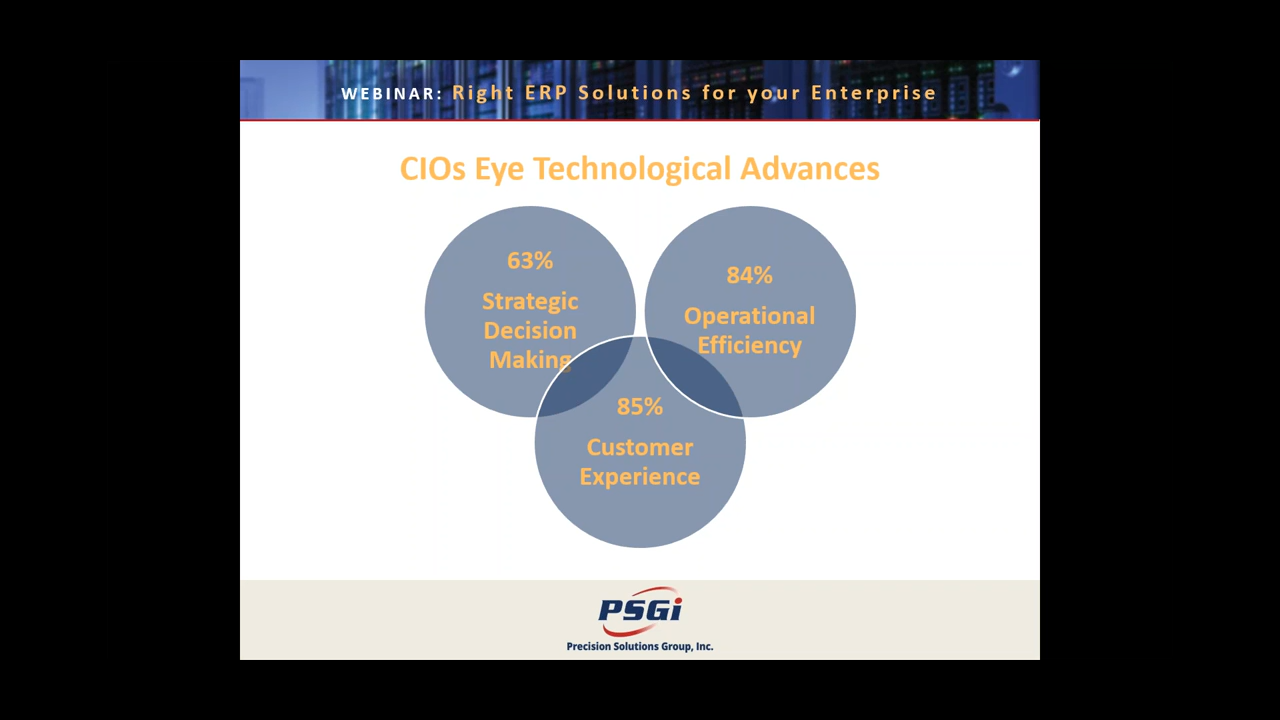 WEBINAR: Right ERP Solutions for your Enterprise
CIOs Eye Technological Advances
63%
Strategic
Decision
Making
84%
Operational
Efficiency
85%
Customer
Experience
PSGi
Precision Solutions Group, Inc.